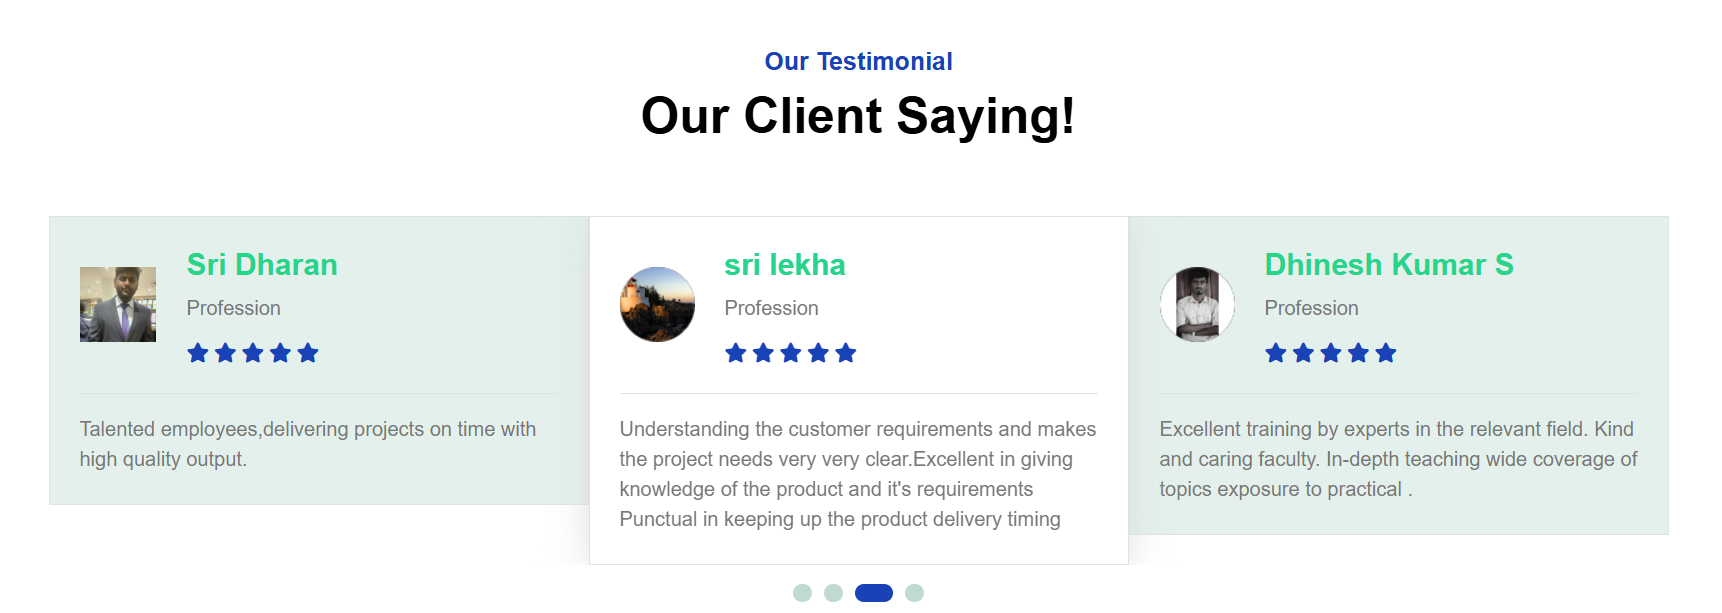 Our Testimonial
Our Client Saying!
Sri Dharan
Profession
Talented employees,delivering projects on time with
high quality output.
sri lekha
Profession
Understanding the customer requirements and makes
the project needs very very clear.Excellent in giving
knowledge of the product and it's requirements
Punctual in keeping up the product delivery timing
Dhinesh Kumar S
Profession
Excellent training by experts in the relevant field. Kind
and caring faculty. In-depth teaching wide coverage of
topics exposure to practical .